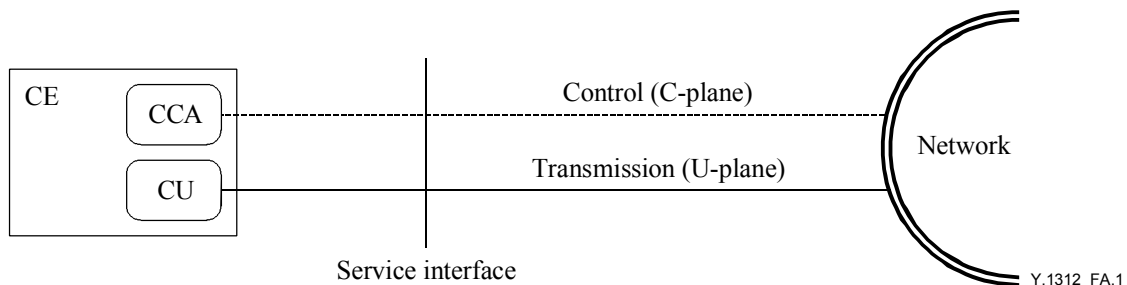 CE
CCA
Control (C-plane)
Network
CU
Transmission (U-plane)
Service interface
Y.1312_FA.1